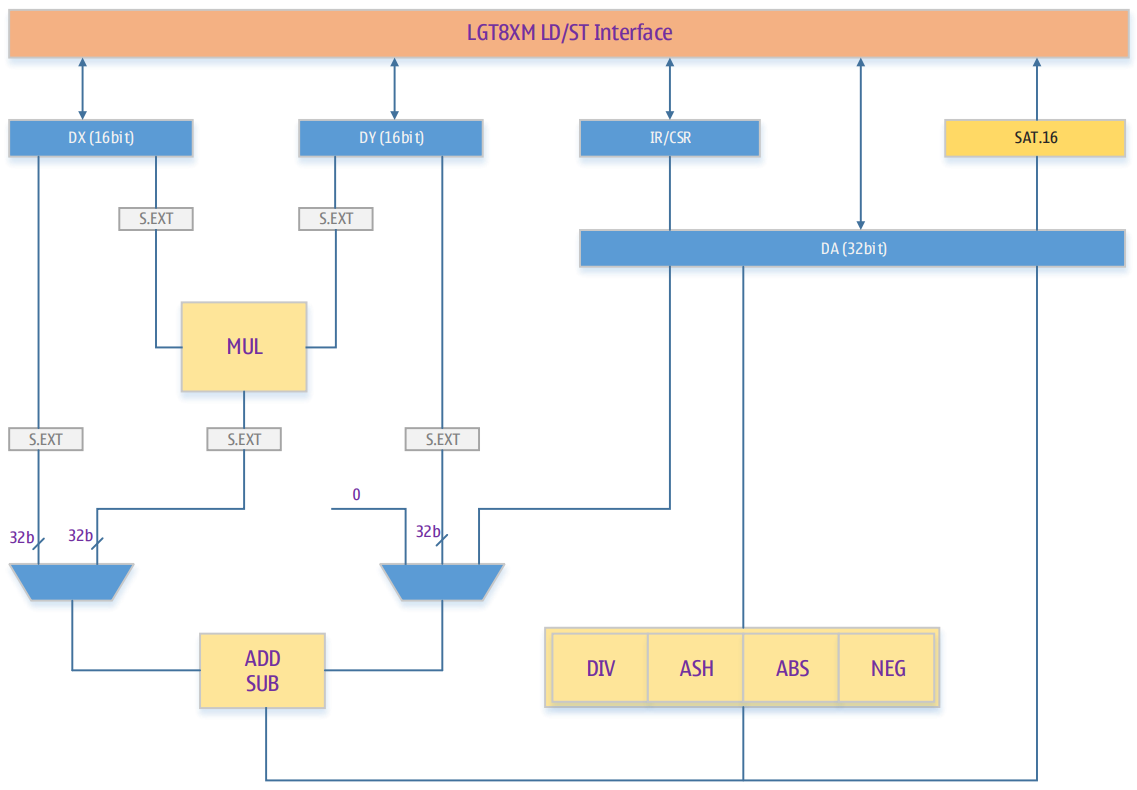 LGT8XM LD/ST Interface
DX (16bit)
DY (16bit)
IR/CSR
SAT.16
S.EXT
S.EXT
DA (32bit)
MUL
S.EXT
S.EXT
S.EXT
0
32b
32b
32b
ADD
SUB
DIV
ASH
ABS
NEG